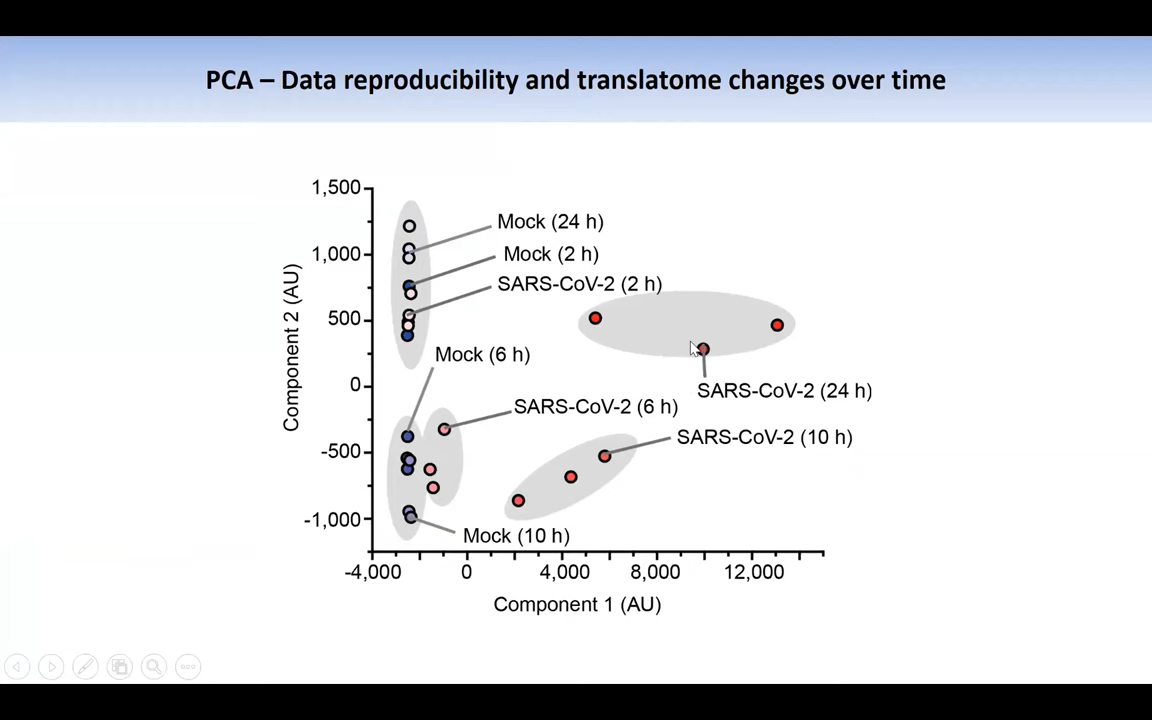 PCA – Data reproducibility and translatome changes over time
1,500
1,000
500
0
-500
-1,000
Component 2 (AU)
Mock (24 h)
Mock (2 h)
SARS-CoV-2 (2 h)
Mock (6 h)
SARS-CoV-2 (24 h)
SARS-CoV-2 (6 h)
SARS-CoV-2 (10 h)
Mock (10 h)
-4,000 0 4,000 8,000 12,000
Component 1 (AU)